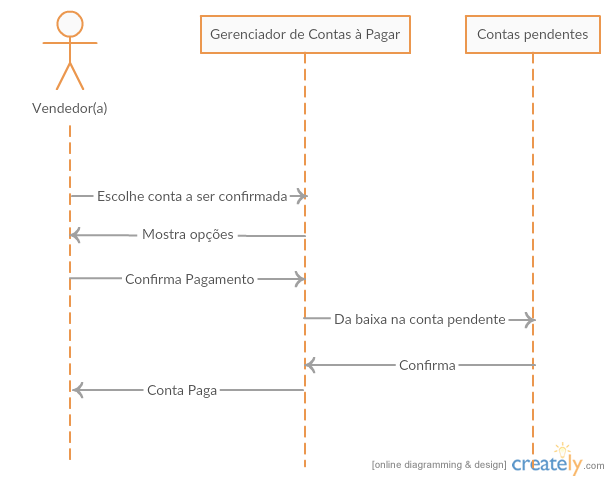 Gerenciador de Contas à Pagar
Contas pendentes
Vendedor(a)
Escolhe conta a ser confirmada
Mostra opções
Confirma Pagamento
Da baixa na conta pendente
Confirma
Conta Paga
[online diagramming & design] creately.com